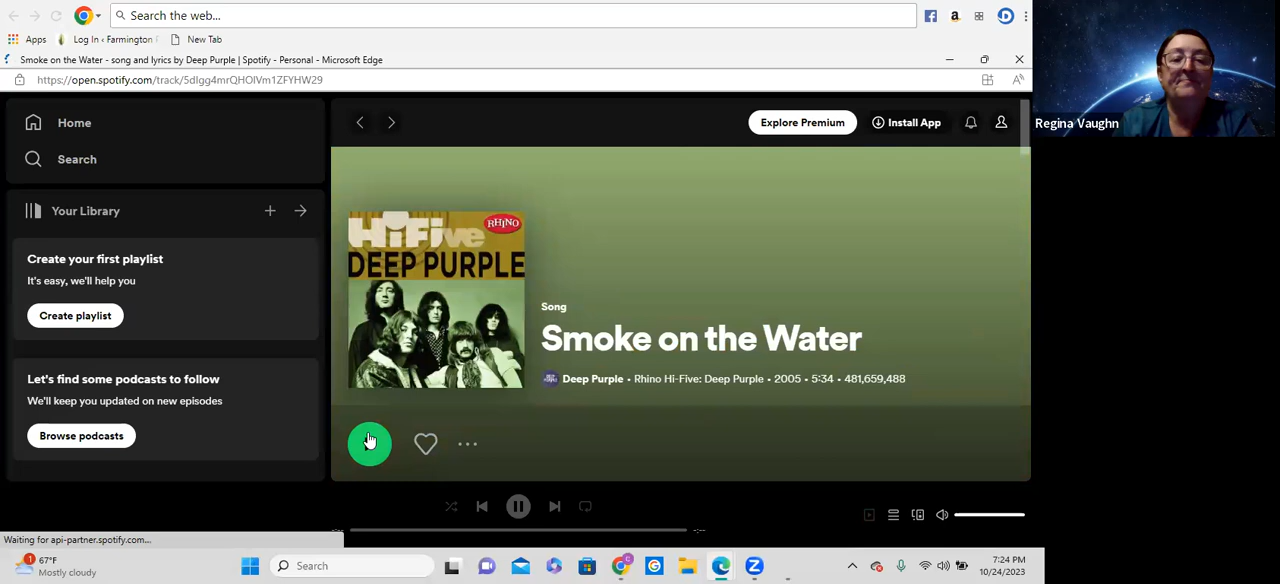 Search the web...
Apps Log In ‹ Farmington F New Tab
Smoke on the Water - song and lyrics by Deep Purple | Spotify - Personal - Microsoft Edge
https://open.spotify.com/track/5dIgg4mrQHOIVm1ZFYHW29
Regina Vaughn
Home
Search
Your Library
Create your first playlist
It's easy, we'll help you
Create playlist
Let's find some podcasts to follow
We'll keep you updated on new episodes
Browse podcasts
Explore Premium
Install App
HiFive RHINO
DEEP PURPLE
Song
Smoke on the Water
Deep Purple • Rhino Hi-Five: Deep Purple • 2005 • 5:34 • 481,659,488
-:--
-:--
Waiting for api-partner.spotify.com...
1 67°F
Mostly cloudy
Search
7:24 PM
10/24/2023